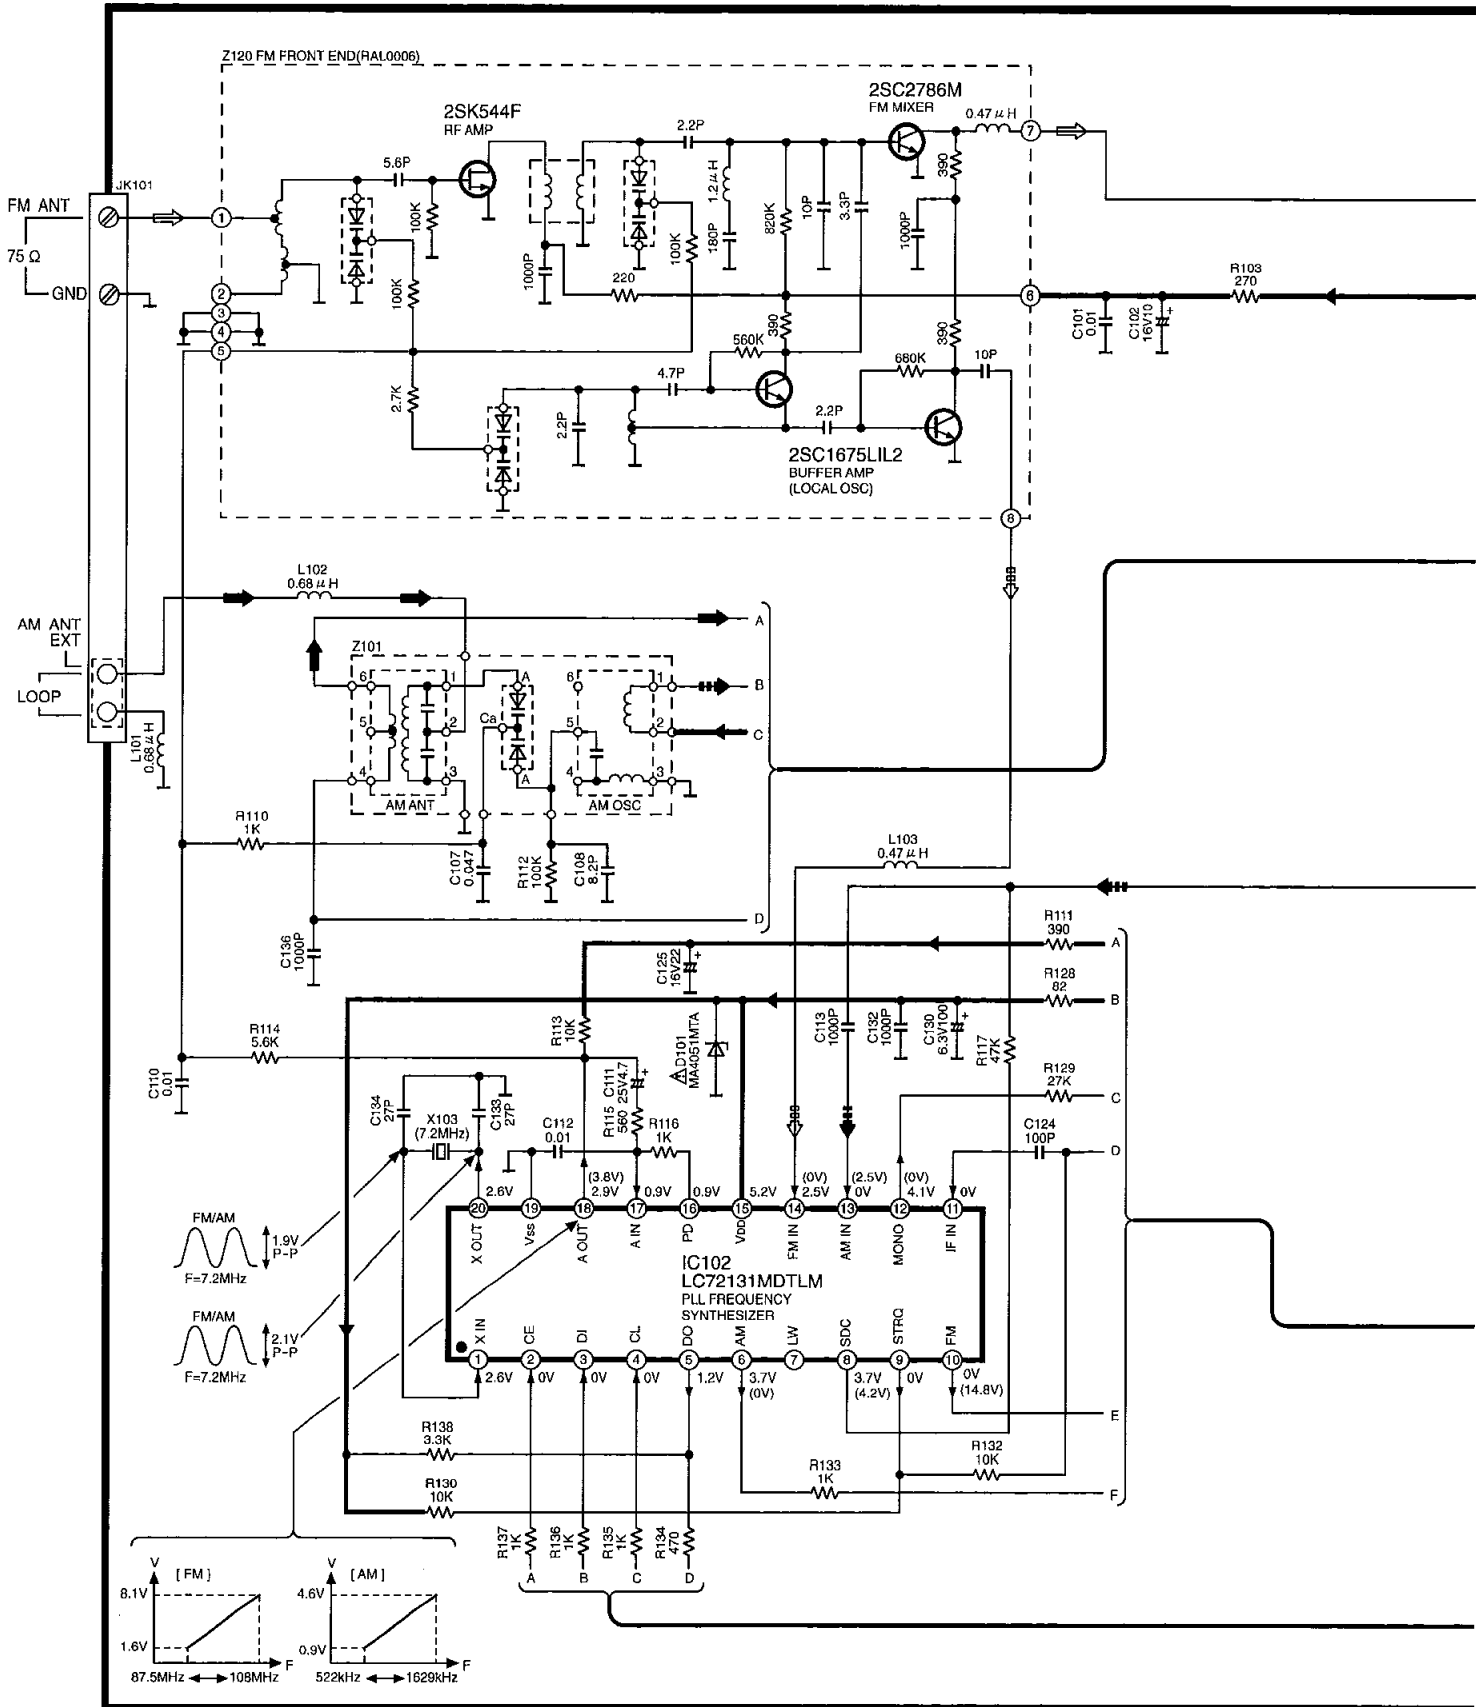 Z120 FM FRONT END(RAL0006)
2SK544F
RF AMP
2SC2786M
FM MIXER
0.47μH
7
2.2P
5.6P
390
JK101
FM ANT
75 Ω
GND
1
2
3
4
5
100K
100K
1000P
100K
1.2μH
180P
820K
10P
3.3P
1000P
220
6
R103
270
C101
0.01
C102
16V10
390
390
560K
680K
10P
4.7P
2.7K
2.2P
2.2P
2SC1675LIL2
BUFFER AMP
(LOCAL OSC)
8
L102
0.68μH
AM ANT
EXT
LOOP
L101
0.68μH
A
Z101
6
1
A
6
1
B
5
2
Ca
5
2
C
4
3
A
4
3
AM ANT
AM OSC
R110
1K
C107
0.047
R112
100K
C108
8.2P
L103
0.47μH
D
C136
1000P
C125
16V22
R111
390
A
R128
82
B
R114
5.6K
R113
10K
D101
MA4051MTA
C113
1000P
C132
1000P
C130
6.3V100
R117
47K
C110
0.01
C134
27P
C133
27P
C111
25V4.7
R115
560
R129
27K
C
X103
(7.2MHz)
C112
0.01
R116
1K
C124
100P
D
2.6V
(3.8V)
2.9V
0.9V
0.9V
5.2V
(0V)
2.5V
(2.5V)
0V
(0V)
4.1V
0V
20
19
18
17
16
15
14
13
12
11
X OUT
Vss
A OUT
A IN
PD
VDD
FM IN
AM IN
MONO
IF IN
FM/AM
1.9V
P-P
F=7.2MHz
IC102
LC72131MDTLM
PLL FREQUENCY
SYNTHESIZER
FM/AM
2.1V
P-P
F=7.2MHz
X IN
CE
DI
CL
DO
AM
LW
SDC
STRQ
FM
1
2
3
4
5
6
7
8
9
10
2.6V
0V
0V
0V
1.2V
3.7V
(0V)
3.7V
(4.2V)
0V
0V
(14.8V)
E
R138
3.3K
R132
10K
R133
1K
F
R130
10K
R137
1K
R136
1K
R135
1K
R134
470
A
B
C
D
V
[ FM ]
8.1V
1.6V
87.5MHz
108MHz
F
V
[ AM ]
4.6V
0.9V
522kHz
1629kHz
F